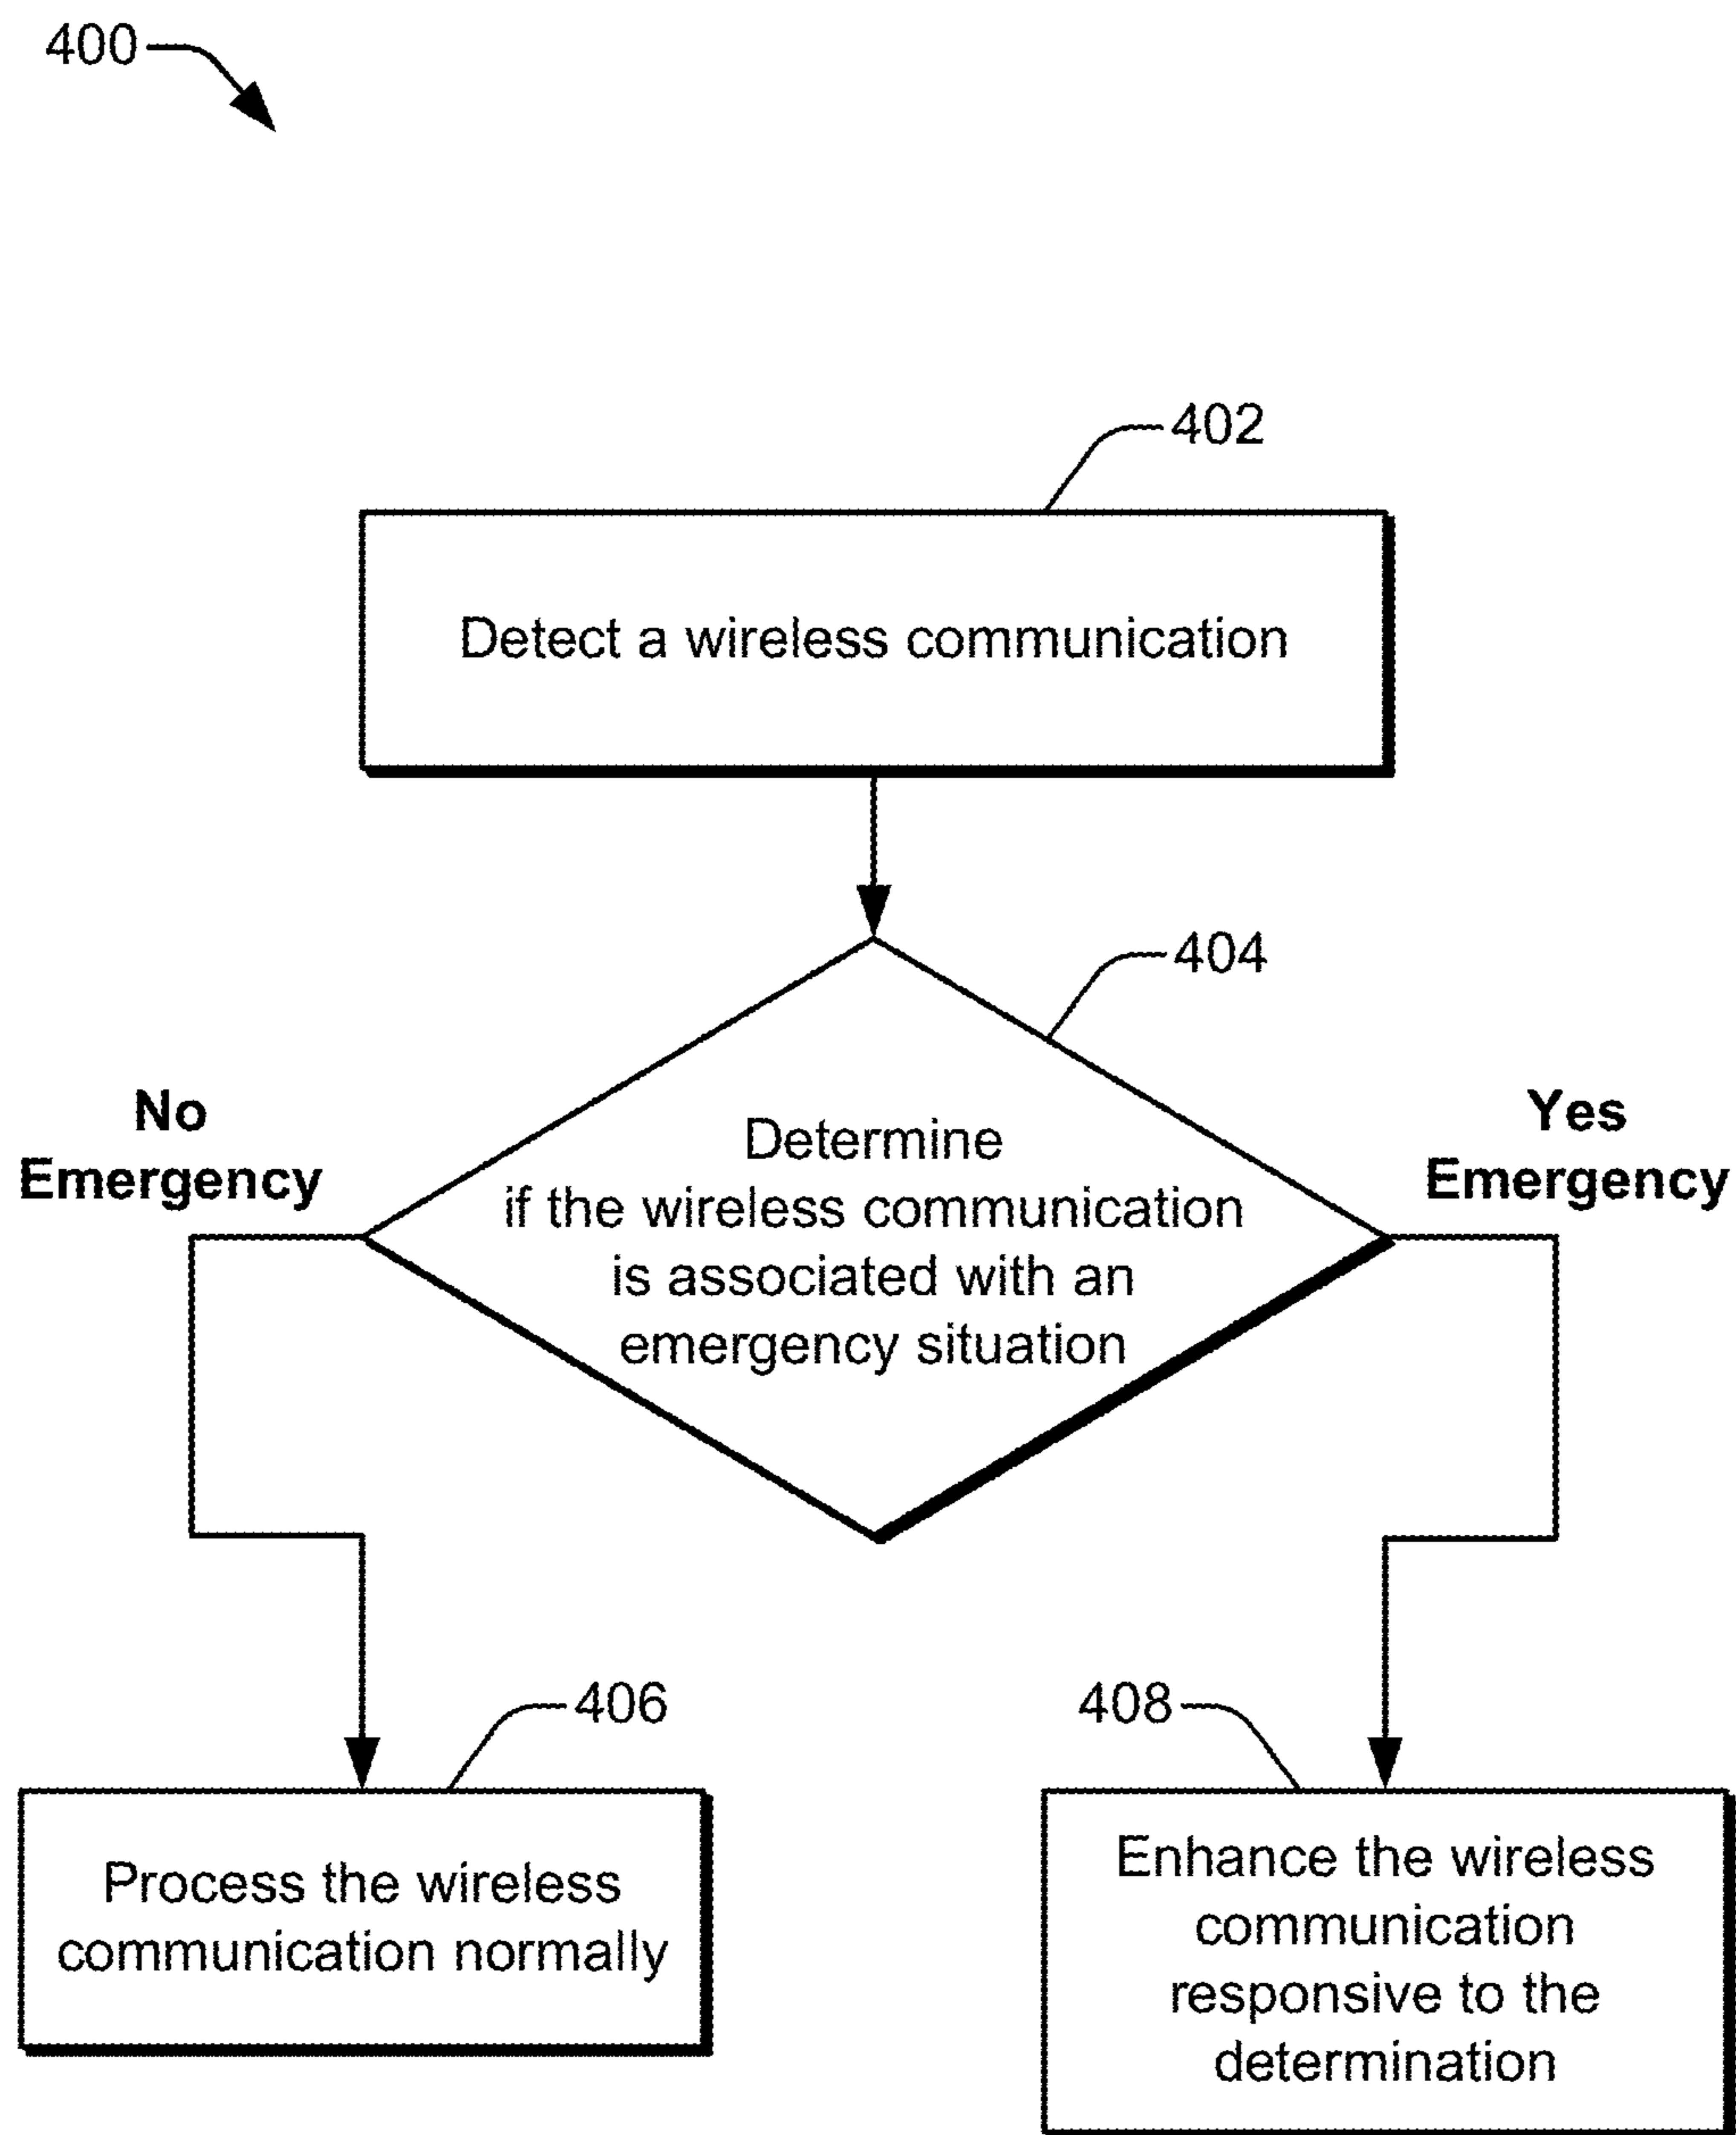 400
402
Detect a wireless communication
404
No
Emergency
Yes
Emergency
Determine
if the wireless communication
is associated with an
emergency situation
406
408
Process the wireless
communication normally
Enhance the wireless
communication
responsive to the
determination